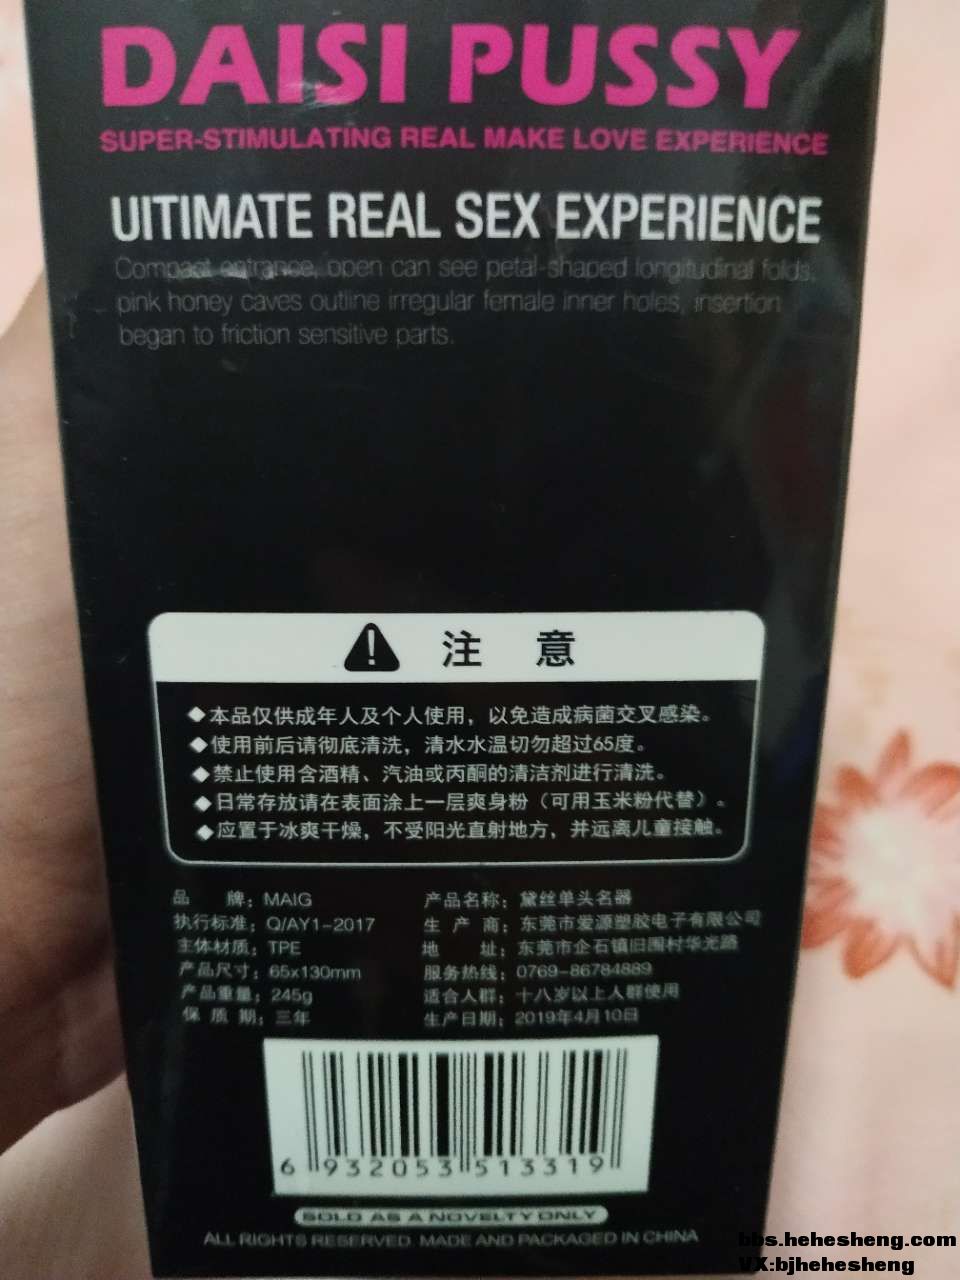 DAISI PUSSY
SUPER-STIMULATING REAL MAKE LOVE EXPERIENCE
UITIMATE REAL SEX EXPERIENCE
Compact entrance, open can see petal-shaped longitudinal folds,
pink honey caves outline irregular female inner holes, insertion
began to friction sensitive parts.
注 意
◆本品仅供成年人及个人使用，以免造成病菌交叉感染。
◆使用前后请彻底清洗，清水水温切勿超过65度。
◆禁止使用含酒精、汽油或丙酮的清洁剂进行清洗。
◆日常存放请在表面涂上一层爽身粉（可用玉米粉代替）。
◆应置于冰爽干燥，不受阳光直射地方，并远离儿童接触。
品 牌：MAIG 产品名称：黛丝单头名器
执行标准：Q/AY1-2017 生 产 商：东莞市爱源塑胶电子有限公司
主体材质：TPE 地 址：东莞市企石镇旧围村华光路
产品尺寸：65x130mm 服务热线：0769-86784889
产品重量：245g 适合人群：十八岁以上人群使用
保 质 期：三年 生产日期：2019年4月10日
6 932053 513319
SOLD AS A NOVELTY ONLY
ALL RIGHTS RESERVED. MADE AND PACKAGED IN CHINA
bbs.hehesheng.com
VX:bjhehesheng